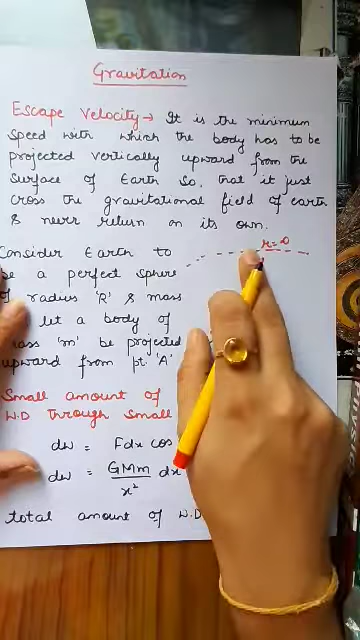 Gravitation
Escape Velocity → It is the minimum
speed with which the body has to be
projected vertically upward from the
Surface of Earth So, that it just
cross the gravitational field of earth
& never return on its own.
Consider Earth to
be a perfect sphere
of radius 'R' & mass
let a body of
mass 'm' be projected
upward from pt. 'A'
Small amount of
W.D through small
dw = Fdx cos
dw = GMm/x² dx
total amount of W.D